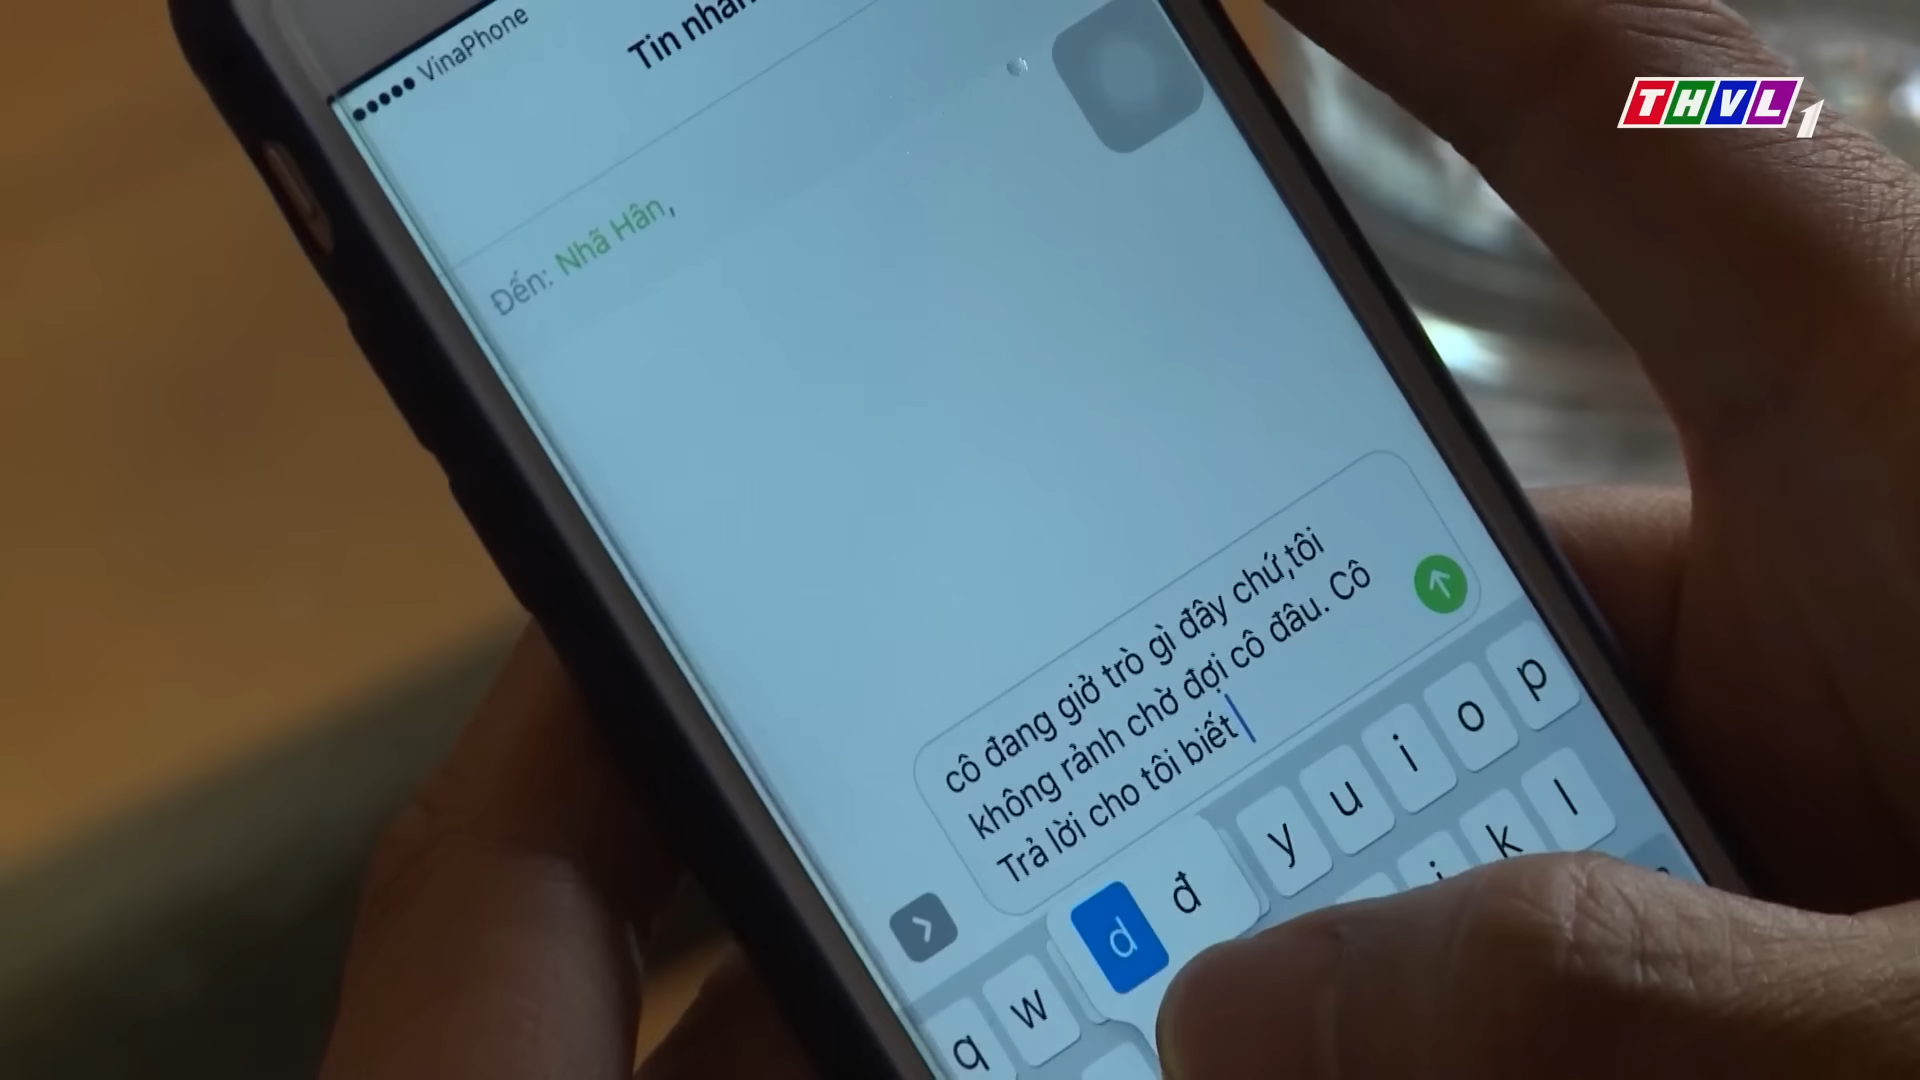 VinaPhone
Tin nhắn
THVL1
Đến: Nhã Hân,
cô đang giở trò gì đây chứ,tôi
không rảnh chờ đợi cô đâu. Cô
Trả lời cho tôi biết
d đ
q w y u i o p
j k l